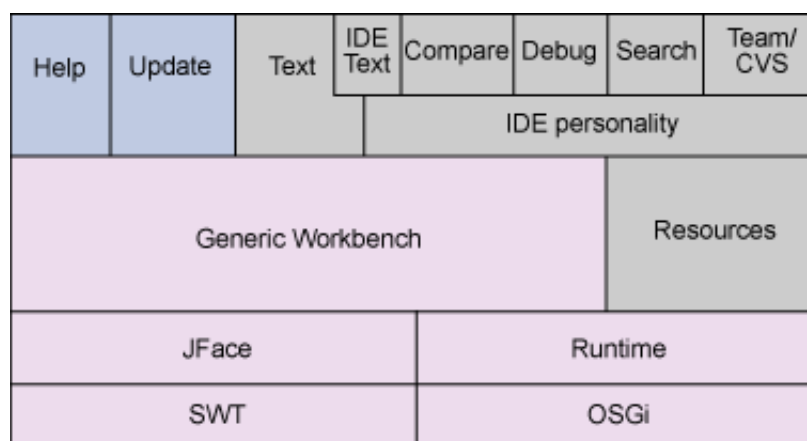 Help
Update
Text
IDE
Text
Compare
Debug
Search
Team/
CVS
IDE personality
Generic Workbench
Resources
JFace
Runtime
SWT
OSGi